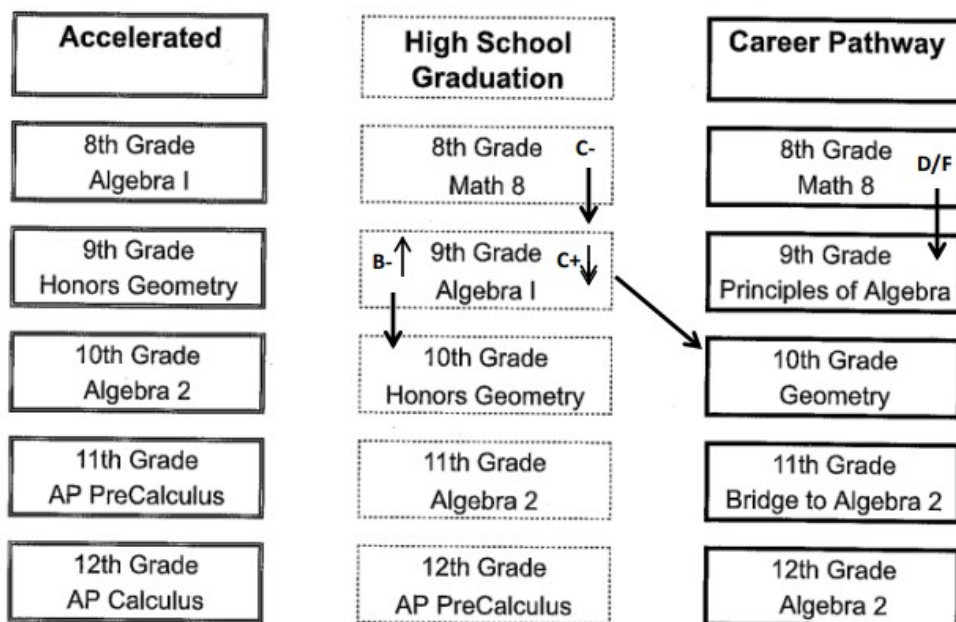 Accelerated
High School
Graduation
Career Pathway
8th Grade
Algebra I
8th Grade
Math 8
C-
8th Grade
Math 8
D/F
9th Grade
Honors Geometry
B-
9th Grade
Algebra I
C+
9th Grade
Principles of Algebra
10th Grade
Algebra 2
10th Grade
Honors Geometry
10th Grade
Geometry
11th Grade
AP PreCalculus
11th Grade
Algebra 2
11th Grade
Bridge to Algebra 2
12th Grade
AP Calculus
12th Grade
AP PreCalculus
12th Grade
Algebra 2